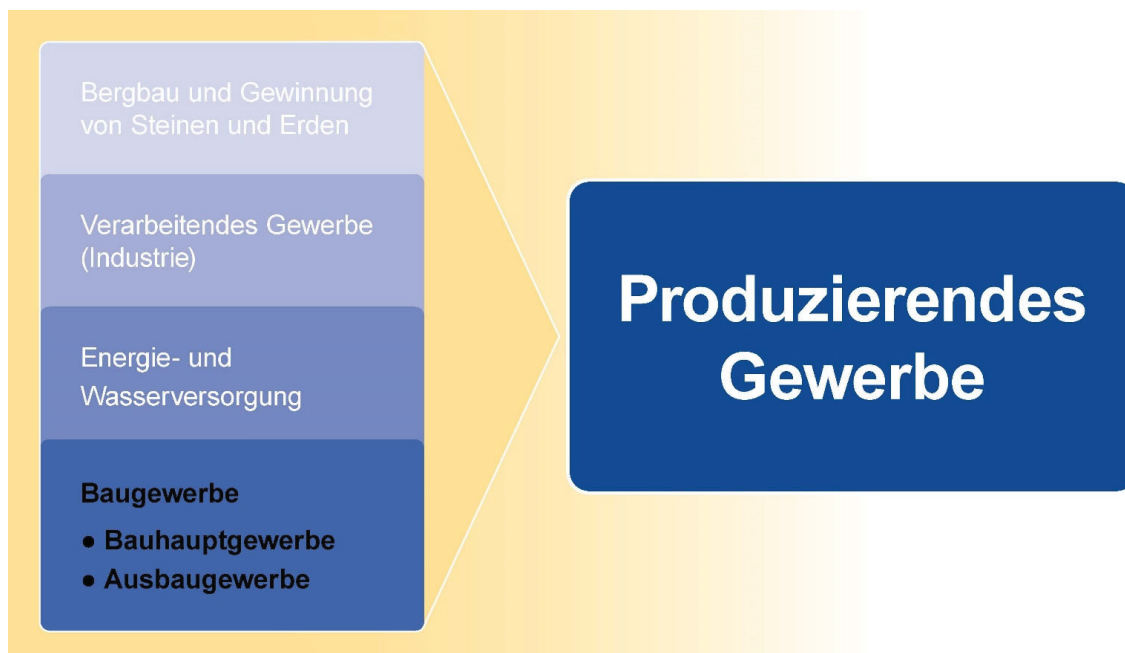 Bergbau und Gewinnung
von Steinen und Erden
Verarbeitendes Gewerbe
(Industrie)
Energie- und
Wasserversorgung
Baugewerbe
● Bauhauptgewerbe
● Ausbaugewerbe
Produzierendes
Gewerbe